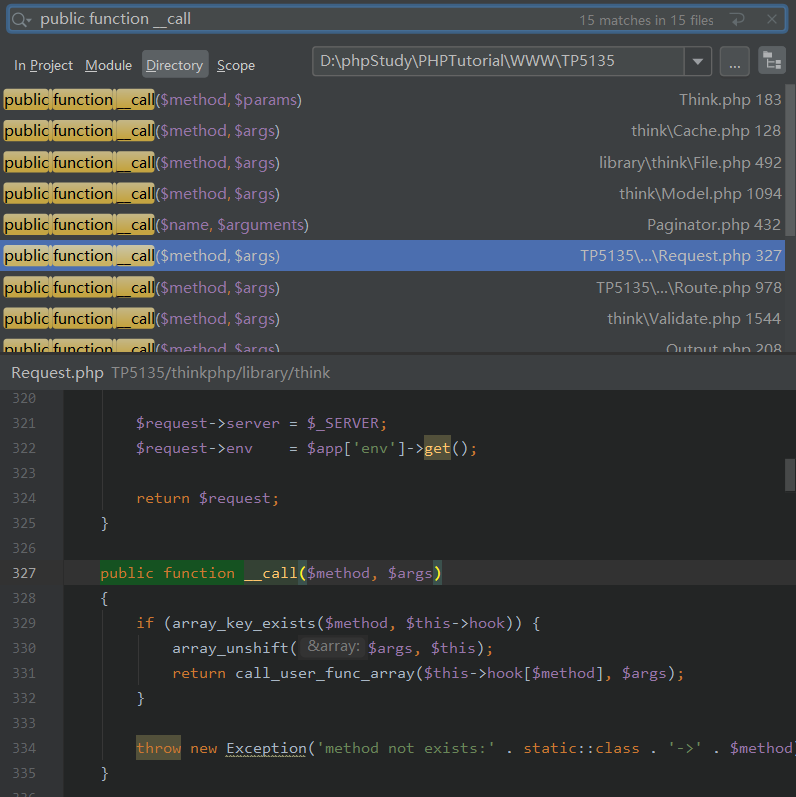 public function __call
15 matches in 15 files
In Project Module Directory Scope D:\phpStudy\PHPTutorial\WWW\TP5135 ...
public function __call($method, $params) Think.php 183
public function __call($method, $args) think\Cache.php 128
public function __call($method, $args) library\think\File.php 492
public function __call($method, $args) think\Model.php 1094
public function __call($name, $arguments) Paginator.php 432
public function __call($method, $args) TP5135\...\Request.php 327
public function __call($method, $args) TP5135\...\Route.php 978
public function __call($method, $args) think\Validate.php 1544
public function __call($method, $args) Output.php 208
Request.php TP5135/thinkphp/library/think
320
321 $request->server = $_SERVER;
322 $request->env = $app['env']->get();
323
324 return $request;
325 }
326
327 public function __call($method, $args)
328 {
329 if (array_key_exists($method, $this->hook)) {
330 array_unshift( &array: $args, $this);
331 return call_user_func_array($this->hook[$method], $args);
332 }
333
334 throw new Exception('method not exists:' . static::class . '->' . $method)
335 }